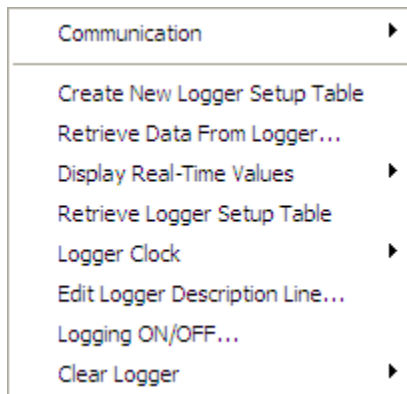 Communication
Create New Logger Setup Table
Retrieve Data From Logger...
Display Real-Time Values
Retrieve Logger Setup Table
Logger Clock
Edit Logger Description Line...
Logging ON/OFF...
Clear Logger